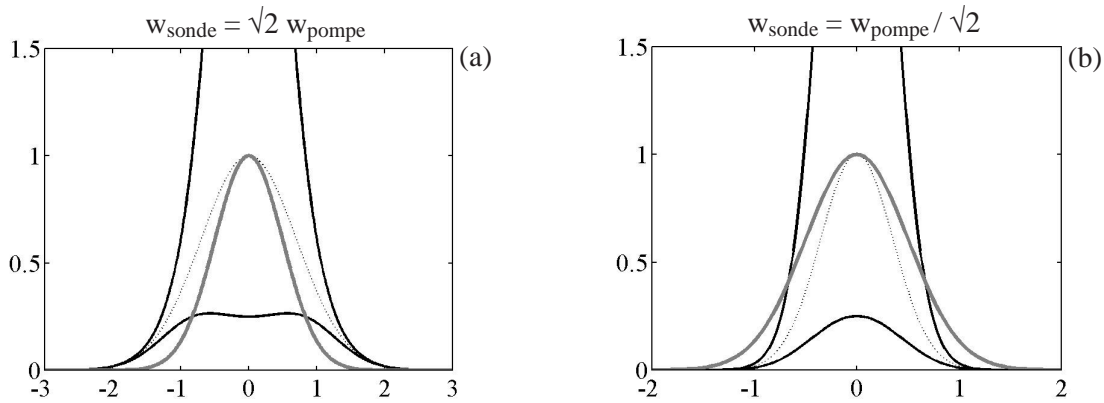 w_sonde = √2 w_pompe
(a)
1.5
1
0.5
0
-3 -2 -1 0 1 2 3
w_sonde = w_pompe / √2
(b)
1.5
1
0.5
0
-2 -1 0 1 2